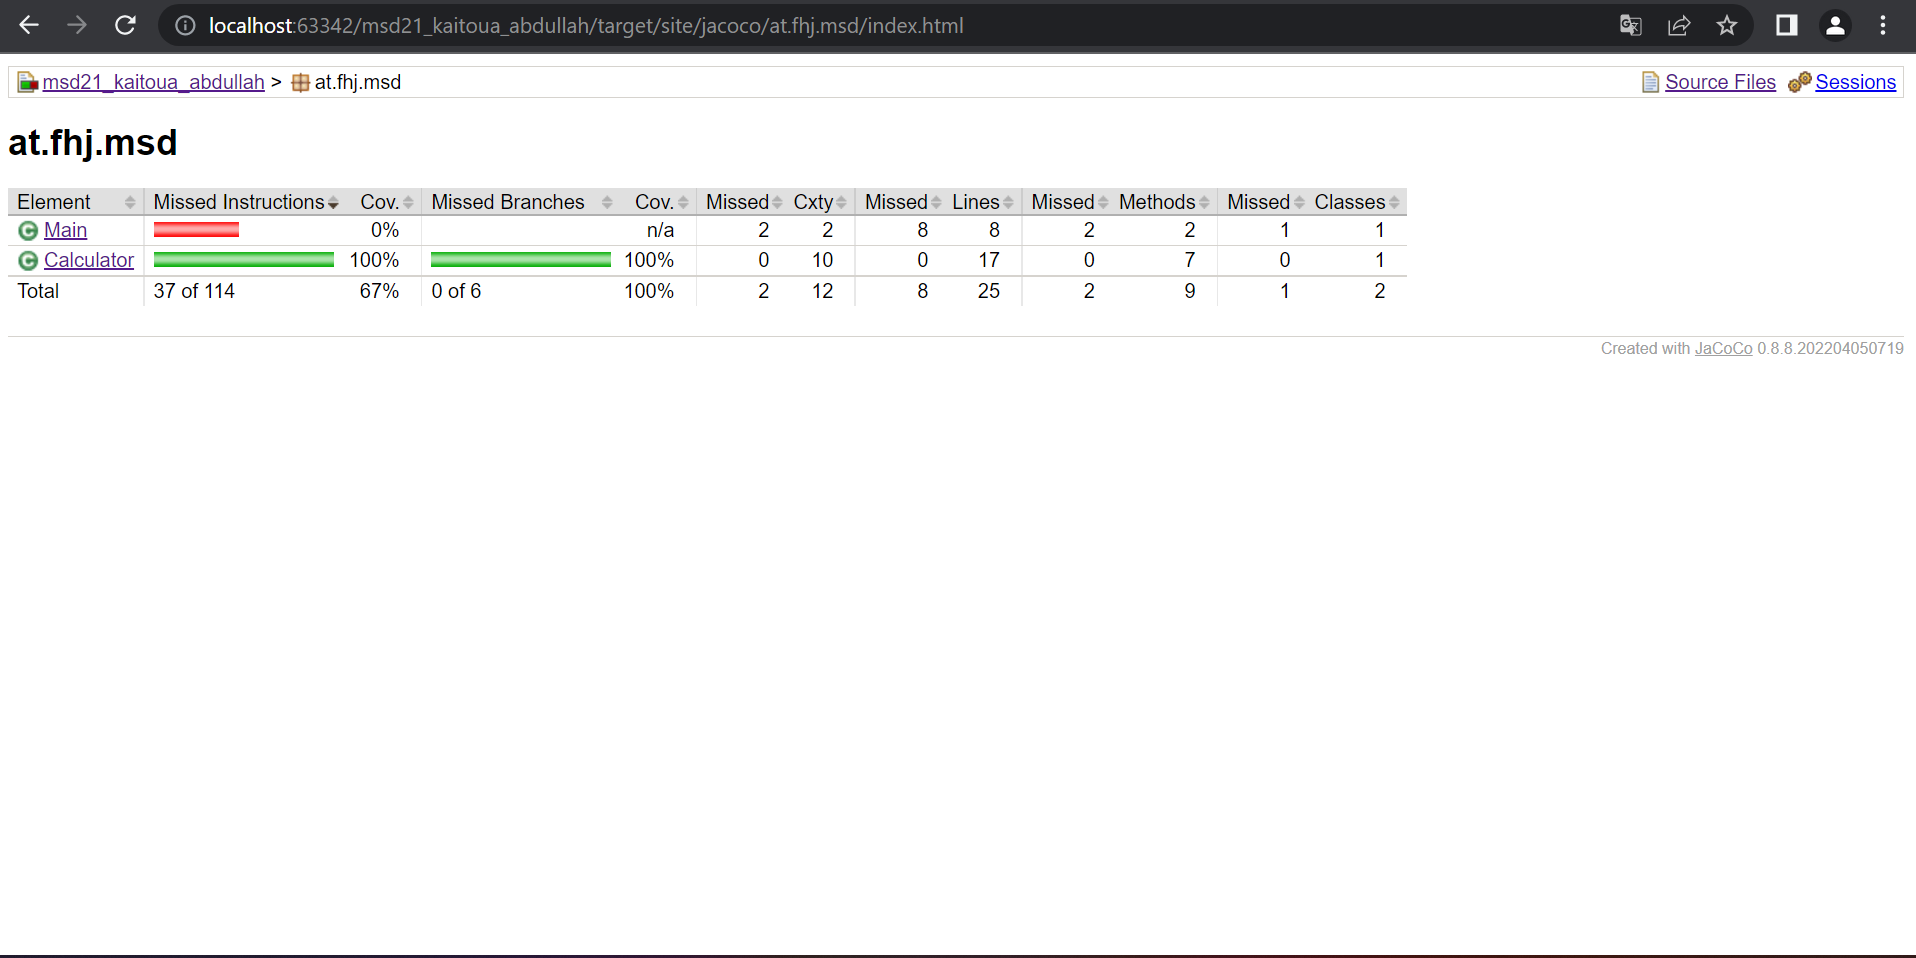 localhost:63342/msd21_kaitoua_abdullah/target/site/jacoco/at.fhj.msd/index.html
msd21_kaitoua_abdullah > at.fhj.msd Source Files Sessions
at.fhj.msd
Element Missed Instructions Cov. Missed Branches Cov. Missed Cxty Missed Lines Missed Methods Missed Classes
Main 0% n/a 2 2 8 8 2 2 1 1
Calculator 100% 100% 0 10 0 17 0 7 0 1
Total 37 of 114 67% 0 of 6 100% 2 12 8 25 2 9 1 2
Created with JaCoCo 0.8.8.202204050719